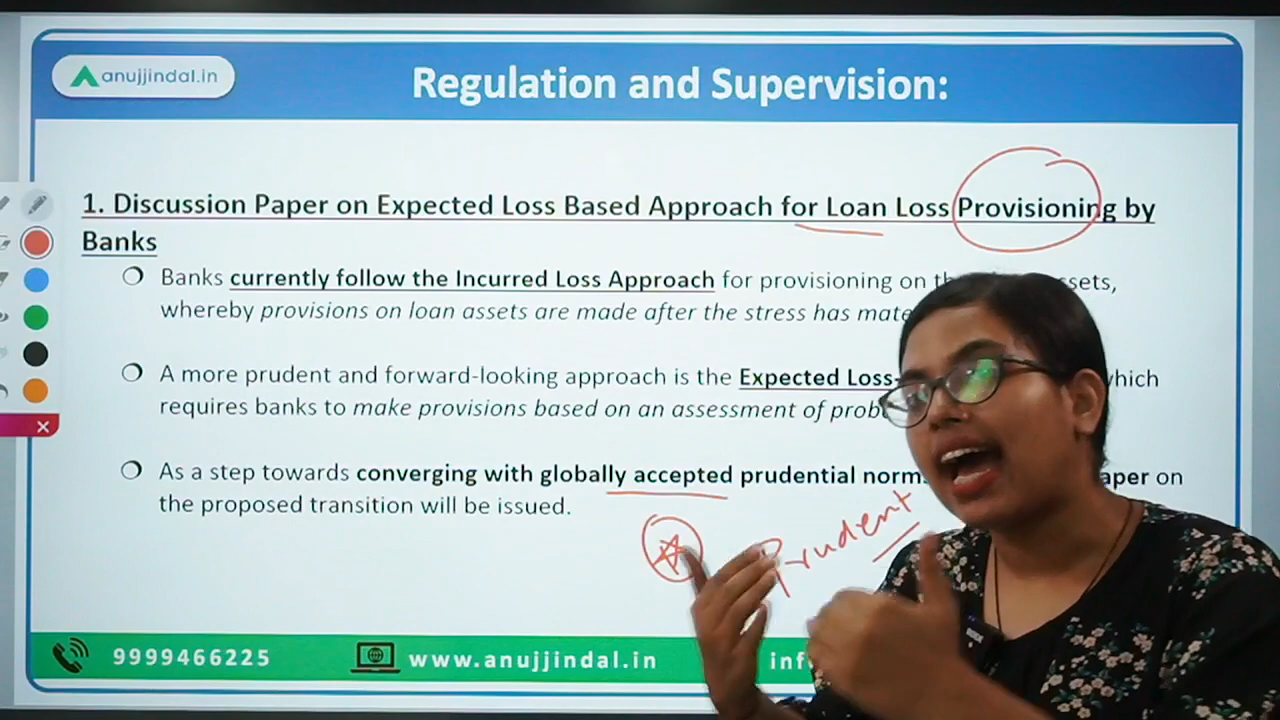 anujjindal.in
Regulation and Supervision:
1. Discussion Paper on Expected Loss Based Approach for Loan Loss Provisioning by
Banks
Banks currently follow the Incurred Loss Approach for provisioning on
whereby provisions on loan assets are made after the stress has
A more prudent and forward-looking approach is the Expected Loss-
requires banks to make provisions based on an assessment of
As a step towards converging with globally accepted prudential on
the proposed transition will be issued.
Prudent
9999466225
www.anujjindal.in